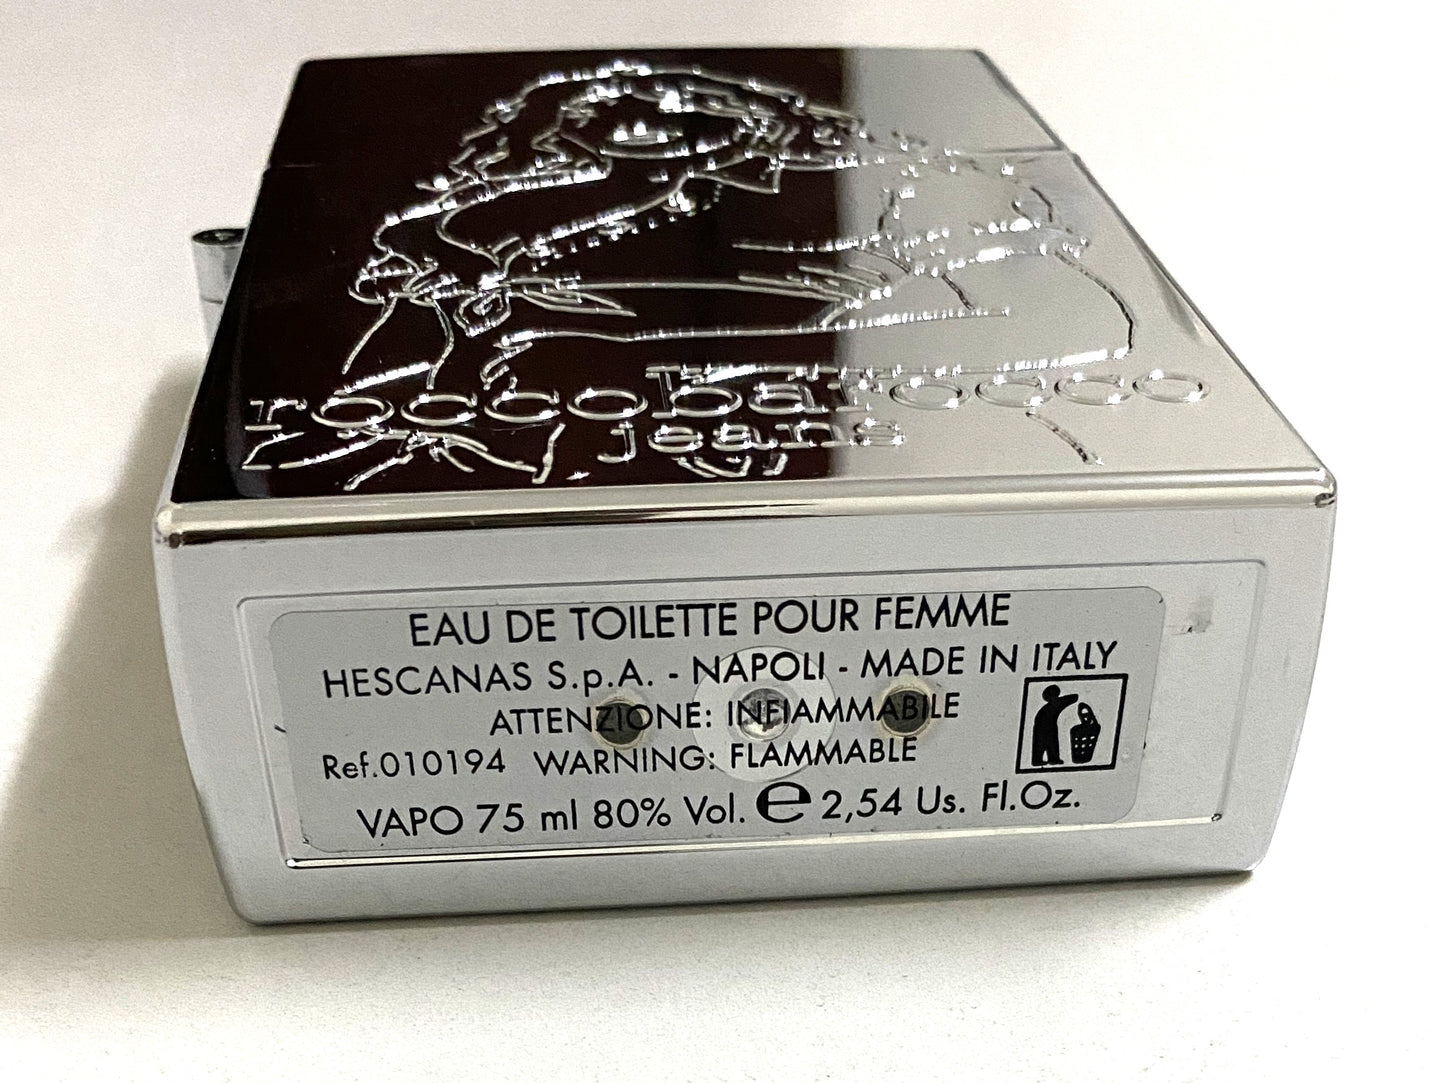 roccobarocco
jeans
EAU DE TOILETTE POUR FEMME
HESCANAS S.p.A. - NAPOLI - MADE IN ITALY
ATTENZIONE: INFIAMMABILE
Ref.010194 WARNING: FLAMMABLE
VAPO 75 ml 80% Vol. ℮ 2,54 Us. Fl.Oz.